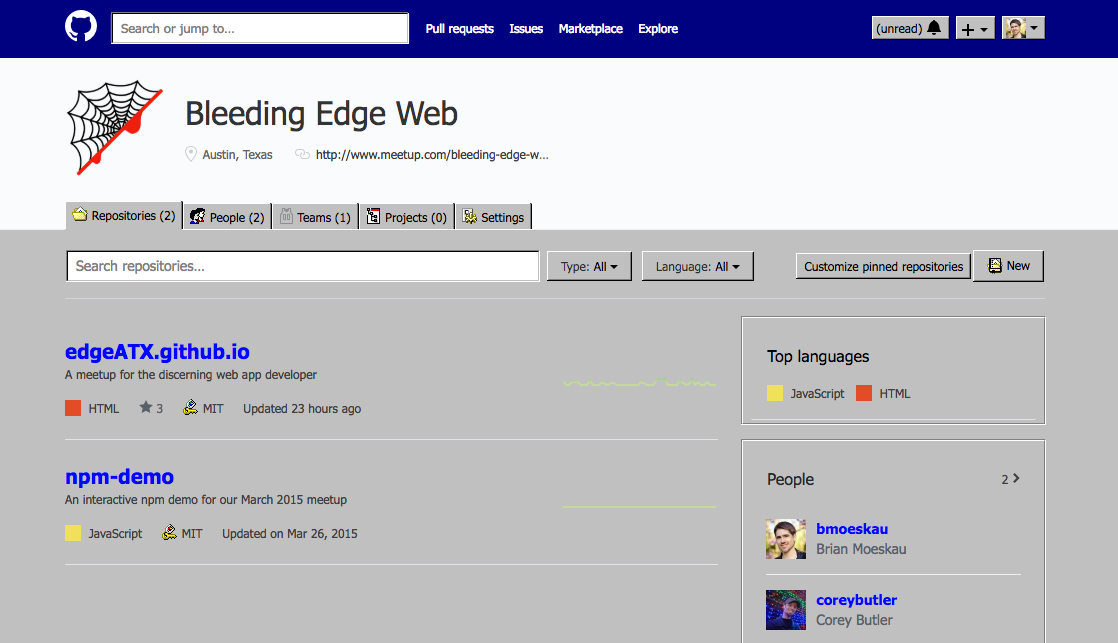 Search or jump to...
Pull requests Issues Marketplace Explore
(unread)
Bleeding Edge Web
Austin, Texas http://www.meetup.com/bleeding-edge-w...
Repositories (2) People (2) Teams (1) Projects (0) Settings
Search repositories... Type: All Language: All Customize pinned repositories New
edgeATX.github.io
A meetup for the discerning web app developer
HTML 3 MIT Updated 23 hours ago
npm-demo
An interactive npm demo for our March 2015 meetup
JavaScript MIT Updated on Mar 26, 2015
Top languages
JavaScript HTML
People 2
bmoeskau
Brian Moeskau
coreybutler
Corey Butler